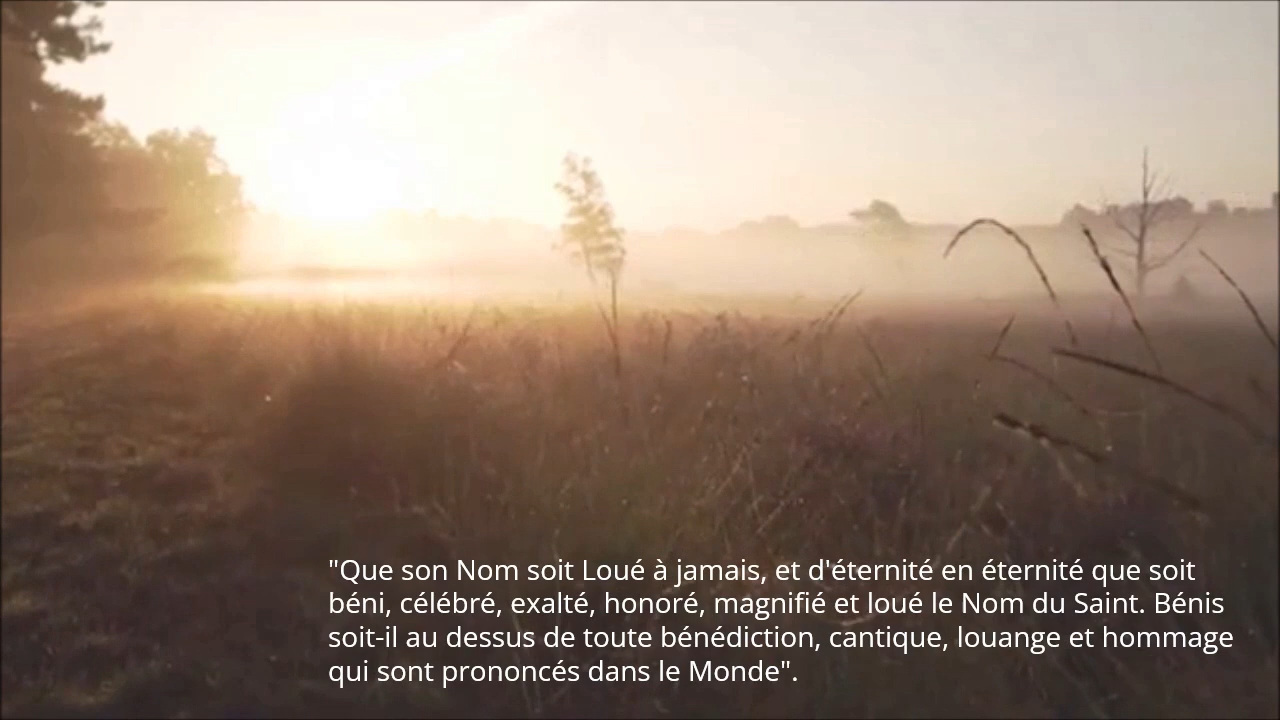 "Que son Nom soit Loué à jamais, et d'éternité en éternité que soit
béni, célébré, exalté, honoré, magnifié et loué le Nom du Saint. Bénis
soit-il au dessus de toute bénédiction, cantique, louange et hommage
qui sont prononcés dans le Monde".